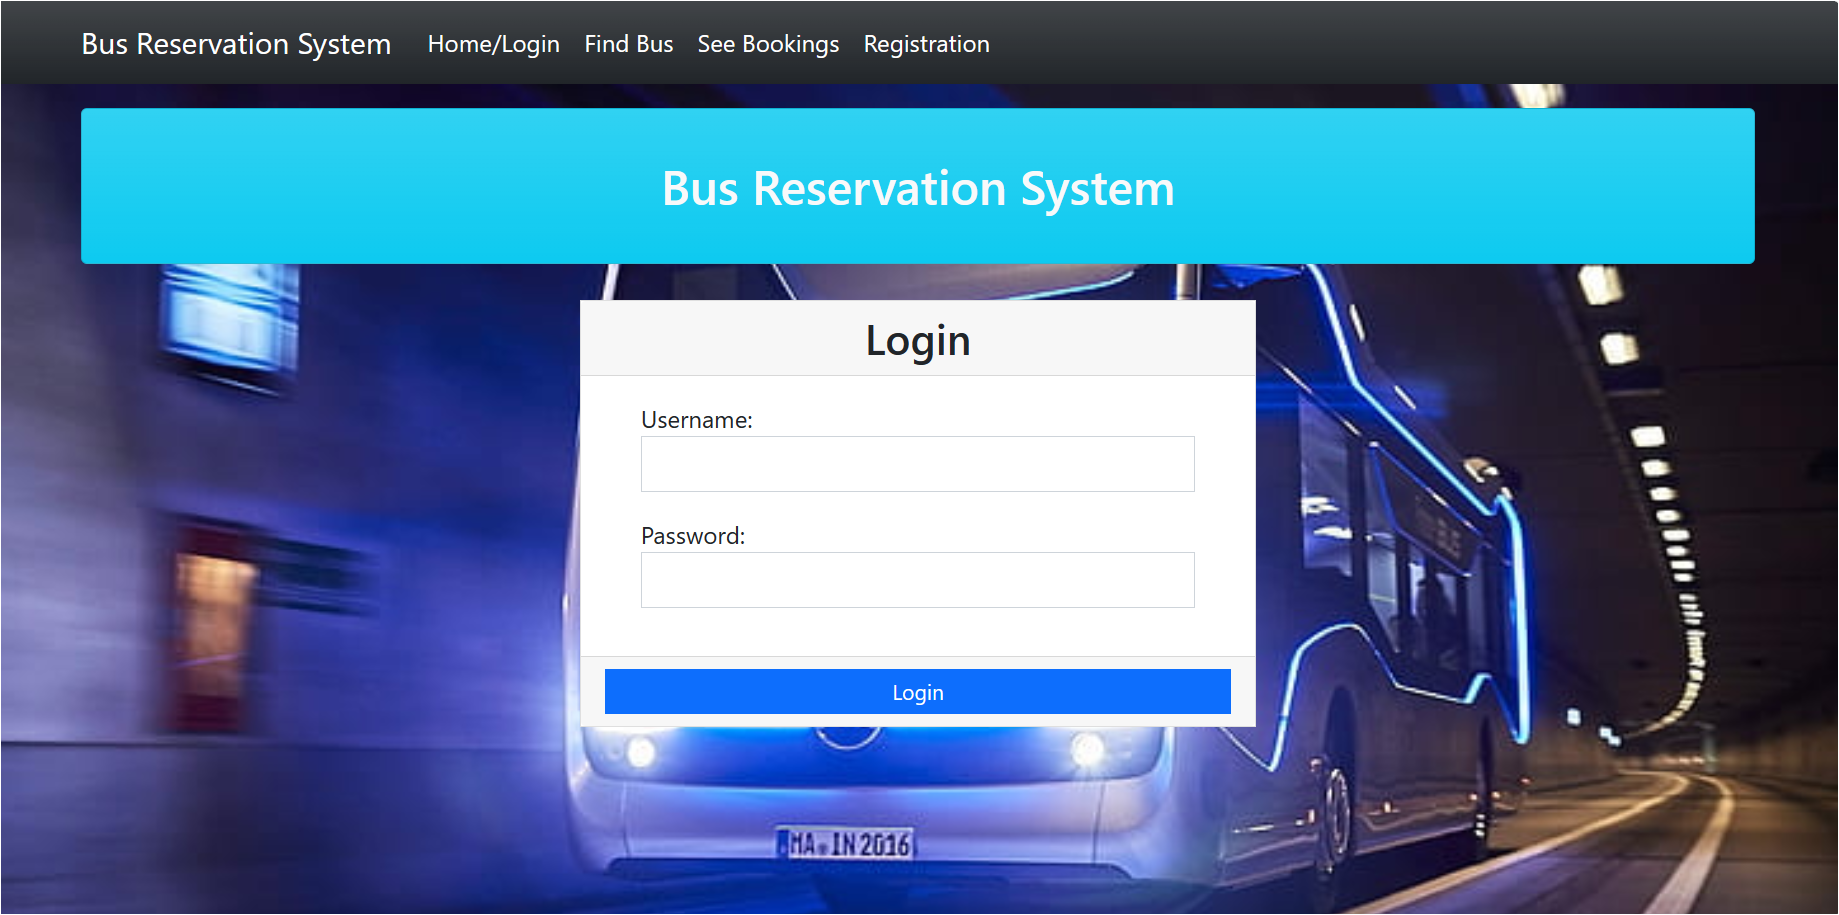 Bus Reservation System Home/Login Find Bus See Bookings Registration
Bus Reservation System
Login
Username:
Password:
Login
MA IN 2016